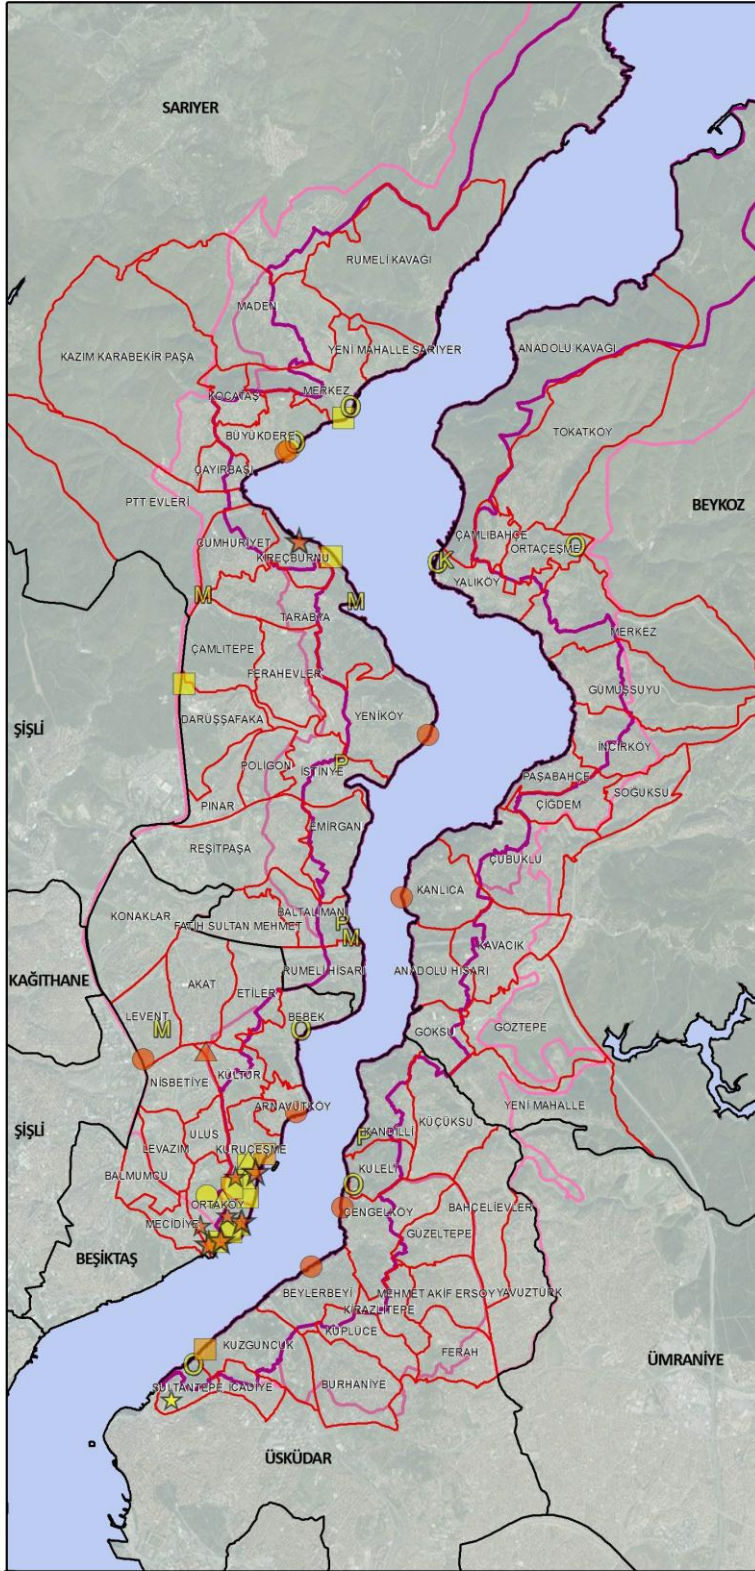 SARIYER
RUMELİ KAVAĞI
MADEN
YENİ MAHALLE SARIYER
ANADOLU KAVAĞI
KAZIM KARABEKİR PAŞA
MERKEZ
KOCATAŞ
O
TOKATKÖY
BÜYÜKDERE
O
ÇAYIRBAŞI
PTT EVLERİ
BEYKOZ
ÇAMLIBAHÇE
CUMHURİYET
ORTAÇEŞME
O
KİREÇBURNU
O
K
YALIKÖY
M
M
TARABYA
MERKEZ
ÇAMLITEPE
FERAHEVLER
GÜMÜŞSUYU
YENİKÖY
DARÜŞŞAFAKA
ŞİŞLİ
İNCİRKÖY
POLİGON
P
İSTİNYE
PAŞABAHÇE
SOĞUKSU
PINAR
ÇİĞDEM
EMİRGAN
REŞİTPAŞA
ÇUBUKLU
KANLICA
KONAKLAR
BALTALİMANI
FATİH SULTAN MEHMET
P
M
KAVACIK
RUMELİ HİSARI
ANADOLU HİSARI
KAĞITHANE
AKAT
ETİLER
LEVENT
M
BEBEK
O
GÖKSU
GÖZTEPE
KÜLTÜR
NİSBETİYE
YENİ MAHALLE
ARNAVUTKÖY
KÜÇÜKSU
ŞİŞLİ
ULUS
KANDİLLİ
P
LEVAZIM
KURUÇEŞME
KULELİ
BALMUMCU
O
ORTAKÖY
BAHÇELİEVLER
ÇENGELKÖY
MECİDİYE
GÜZELTEPE
BEŞİKTAŞ
BEYLERBEYİ
MEHMET AKİF ERSOY
YAVUZTÜRK
KİRAZLITEPE
KÜPLÜCE
KUZGUNCUK
FERAH
ÜMRANİYE
O
SULTANTEPE
İCADİYE
BURHANİYE
ÜSKÜDAR